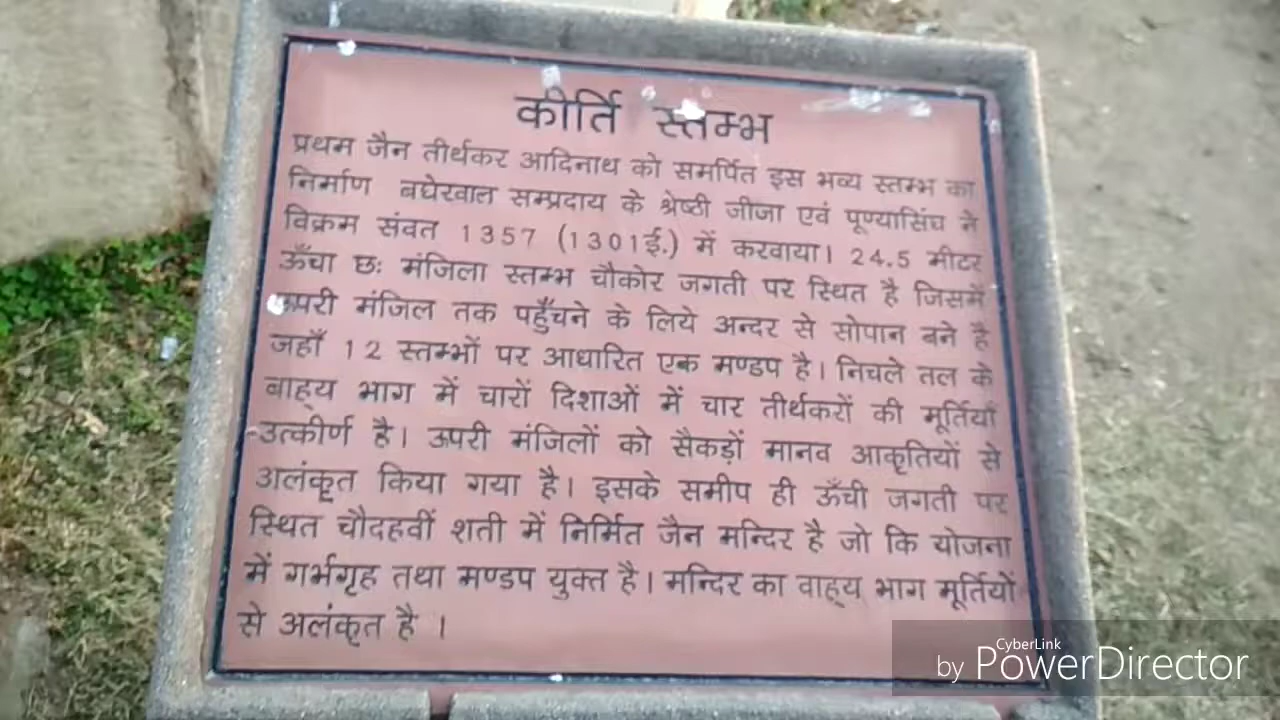 कीर्ति स्तम्भ
प्रथम जैन तीर्थकर आदिनाथ को समर्पित इस भव्य स्तम्भ का
निर्माण बघेरवाल सम्प्रदाय के श्रेष्ठी जीजा एवं पूण्यासिंघ ने
विक्रम संवत 1357 (1301ई.) में करवाया। 24.5 मीटर
ऊँचा छः मंजिला स्तम्भ चौकोर जगती पर स्थित है जिसमें
ऊपरी मंजिल तक पहुँचने के लिये अन्दर से सोपान बने है
जहाँ 12 स्तम्भों पर आधारित एक मण्डप है। निचले तल के
बाह्य भाग में चारों दिशाओं में चार तीर्थकरों की मूर्तियाँ
उत्कीर्ण है। ऊपरी मंजिलों को सैकड़ों मानव आकृतियों से
अलंकृत किया गया है। इसके समीप ही ऊँची जगती पर
स्थित चौदहवीं शती में निर्मित जैन मन्दिर है जो कि योजना
में गर्भगृह तथा मण्डप युक्त है। मन्दिर का वाह्य भाग मूर्तियों
से अलंकृत है ।
CyberLink
by PowerDirector